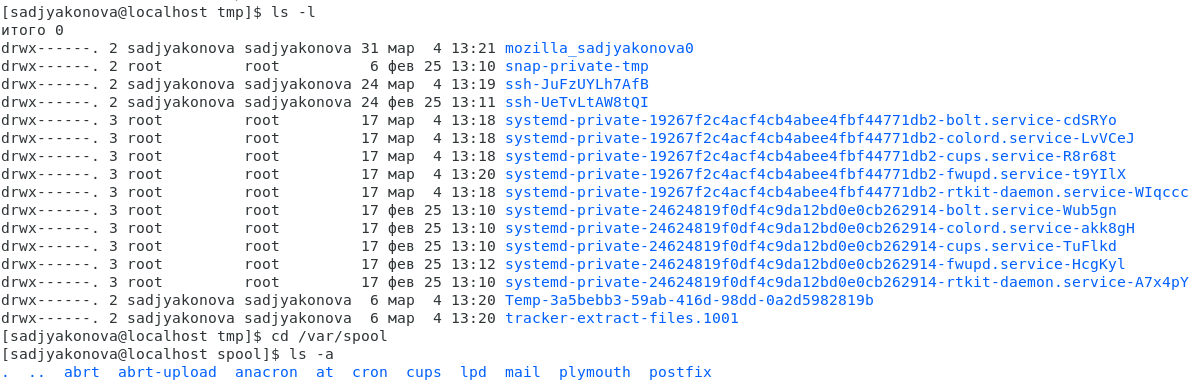 [sadjyakonova@localhost tmp]$ ls -l
итого 0
drwx------. 2 sadjyakonova sadjyakonova 31 мар  4 13:21 mozilla_sadjyakonova0
drwx------. 2 root         root          6 фев 25 13:10 snap-private-tmp
drwx------. 2 sadjyakonova sadjyakonova 24 мар  4 13:19 ssh-JuFzUYLh7AfB
drwx------. 2 sadjyakonova sadjyakonova 24 фев 25 13:11 ssh-UeTvLtAW8tQI
drwx------. 3 root         root         17 мар  4 13:18 systemd-private-19267f2c4acf4cb4abee4fbf44771db2-bolt.service-cdSRYo
drwx------. 3 root         root         17 мар  4 13:18 systemd-private-19267f2c4acf4cb4abee4fbf44771db2-colord.service-LvVCeJ
drwx------. 3 root         root         17 мар  4 13:18 systemd-private-19267f2c4acf4cb4abee4fbf44771db2-cups.service-R8r68t
drwx------. 3 root         root         17 мар  4 13:20 systemd-private-19267f2c4acf4cb4abee4fbf44771db2-fwupd.service-t9YIlX
drwx------. 3 root         root         17 мар  4 13:18 systemd-private-19267f2c4acf4cb4abee4fbf44771db2-rtkit-daemon.service-WIqccc
drwx------. 3 root         root         17 фев 25 13:10 systemd-private-24624819f0df4c9da12bd0e0cb262914-bolt.service-Wub5gn
drwx------. 3 root         root         17 фев 25 13:10 systemd-private-24624819f0df4c9da12bd0e0cb262914-colord.service-akk8gH
drwx------. 3 root         root         17 фев 25 13:10 systemd-private-24624819f0df4c9da12bd0e0cb262914-cups.service-TuFlkd
drwx------. 3 root         root         17 фев 25 13:12 systemd-private-24624819f0df4c9da12bd0e0cb262914-fwupd.service-HcgKyl
drwx------. 3 root         root         17 фев 25 13:10 systemd-private-24624819f0df4c9da12bd0e0cb262914-rtkit-daemon.service-A7x4pY
drwx------. 2 sadjyakonova sadjyakonova  6 мар  4 13:20 Temp-3a5bebb3-59ab-416d-98dd-0a2d5982819b
drwx------. 2 sadjyakonova sadjyakonova  6 мар  4 13:20 tracker-extract-files.1001
[sadjyakonova@localhost tmp]$ cd /var/spool
[sadjyakonova@localhost spool]$ ls -a
.  ..  abrt  abrt-upload  anacron  at  cron  cups  lpd  mail  plymouth  postfix